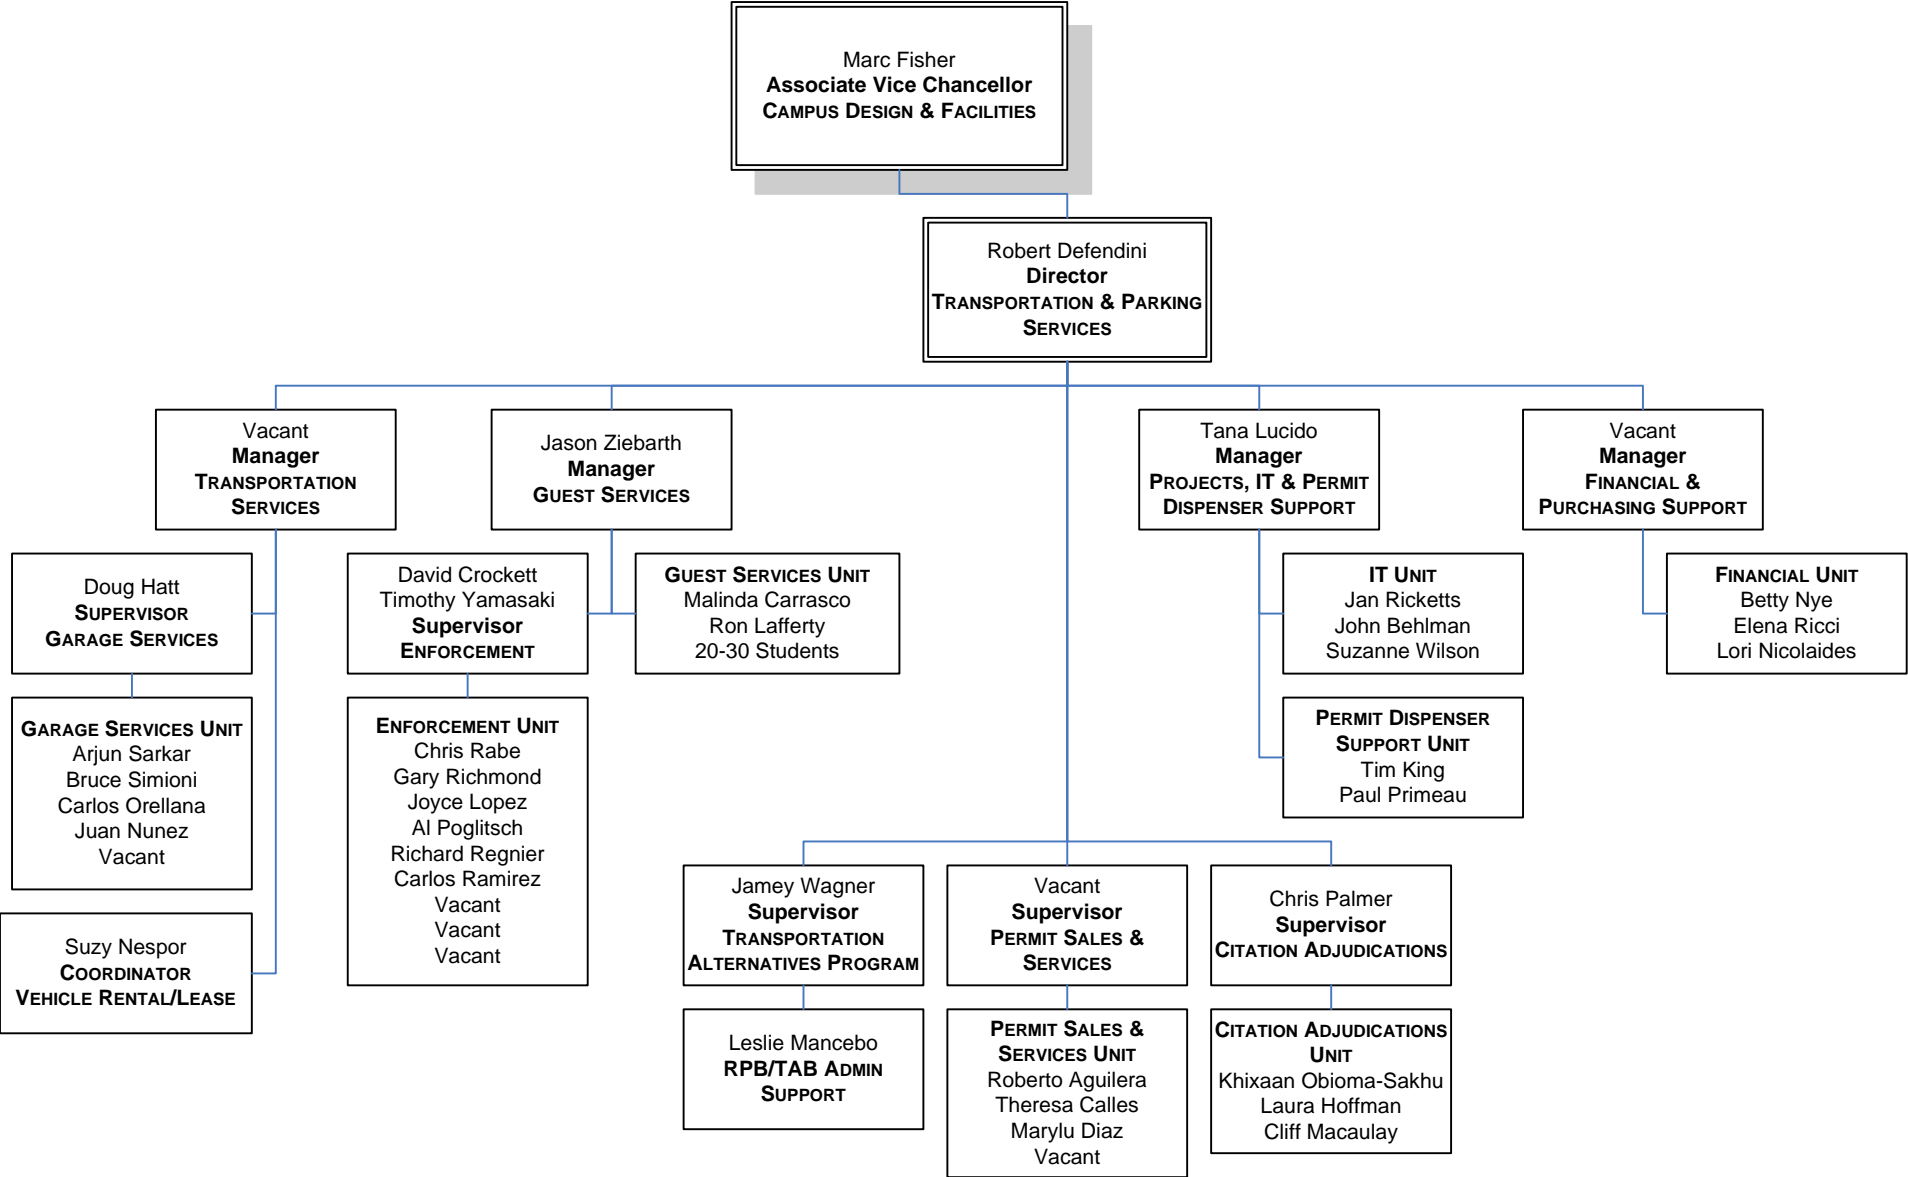 Marc Fisher
Associate Vice Chancellor
CAMPUS DESIGN & FACILITIES
Robert Defendini
Director
TRANSPORTATION & PARKING
SERVICES
Vacant
Manager
TRANSPORTATION
SERVICES
Jason Ziebarth
Manager
GUEST SERVICES
Tana Lucido
Manager
PROJECTS, IT & PERMIT
DISPENSER SUPPORT
Vacant
Manager
FINANCIAL &
PURCHASING SUPPORT
Doug Hatt
SUPERVISOR
GARAGE SERVICES
David Crockett
Timothy Yamasaki
Supervisor
ENFORCEMENT
GUEST SERVICES UNIT
Malinda Carrasco
Ron Lafferty
20-30 Students
IT UNIT
Jan Ricketts
John Behlman
Suzanne Wilson
FINANCIAL UNIT
Betty Nye
Elena Ricci
Lori Nicolaides
GARAGE SERVICES UNIT
Arjun Sarkar
Bruce Simioni
Carlos Orellana
Juan Nunez
Vacant
ENFORCEMENT UNIT
Chris Rabe
Gary Richmond
Joyce Lopez
Al Poglitsch
Richard Regnier
Carlos Ramirez
Vacant
Vacant
Vacant
PERMIT DISPENSER
SUPPORT UNIT
Tim King
Paul Primeau
Suzy Nespor
COORDINATOR
VEHICLE RENTAL/LEASE
Jamey Wagner
Supervisor
TRANSPORTATION
ALTERNATIVES PROGRAM
Vacant
Supervisor
PERMIT SALES &
SERVICES
Chris Palmer
Supervisor
CITATION ADJUDICATIONS
Leslie Mancebo
RPB/TAB ADMIN
SUPPORT
PERMIT SALES &
SERVICES UNIT
Roberto Aguilera
Theresa Calles
Marylu Diaz
Vacant
CITATION ADJUDICATIONS
UNIT
Khixaan Obioma-Sakhu
Laura Hoffman
Cliff Macaulay